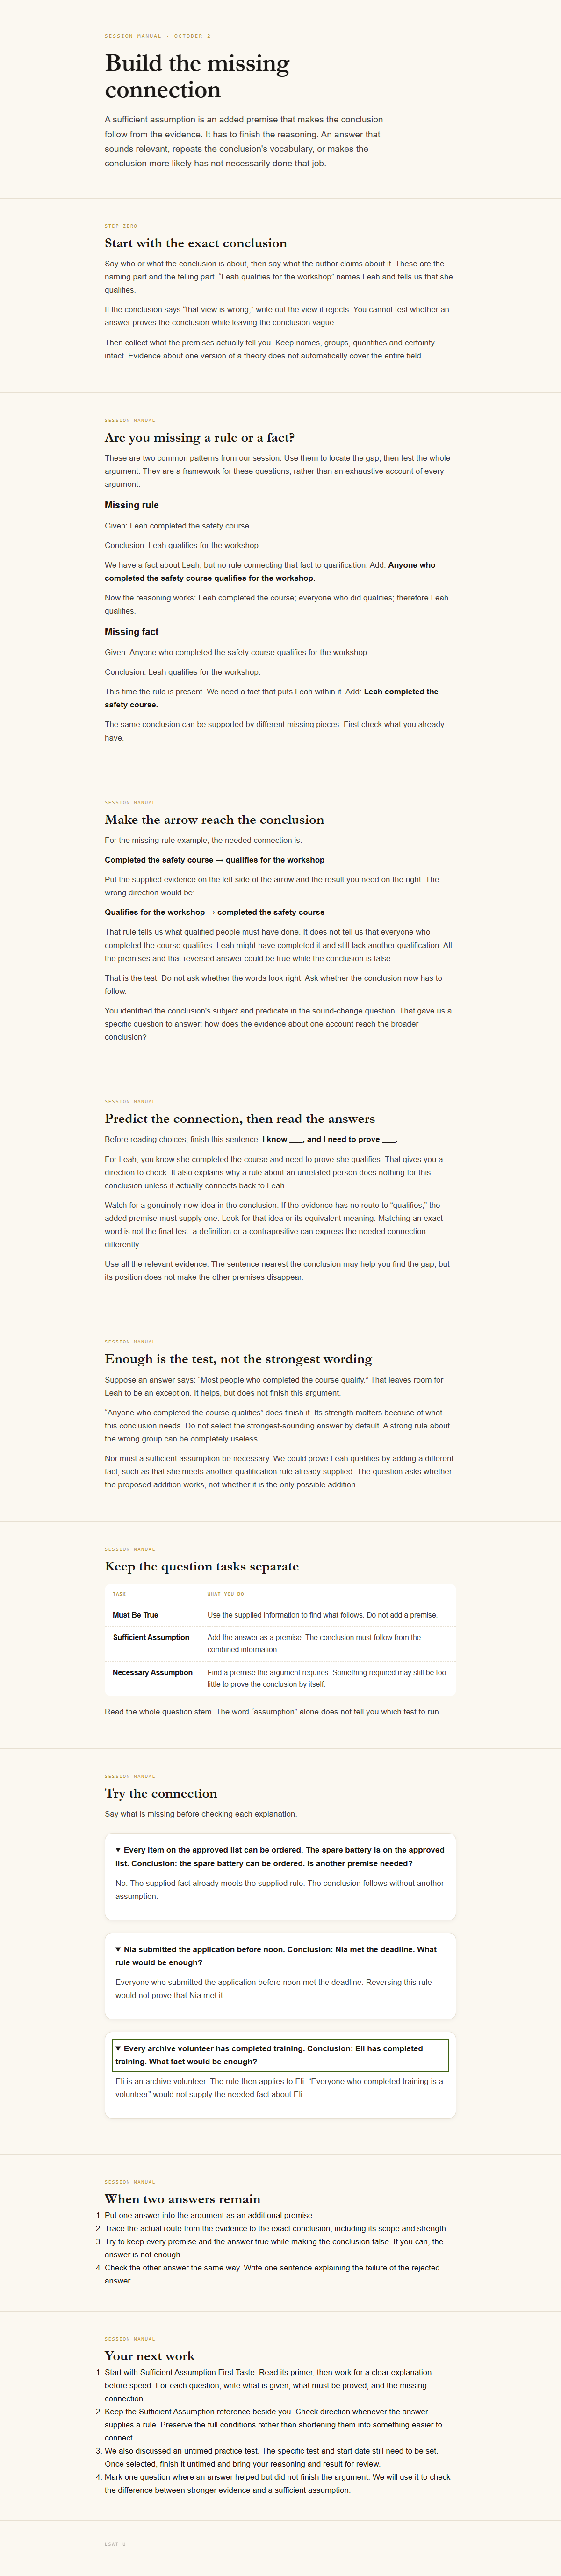 SESSION MANUAL · OCTOBER 2
Build the missing
connection
A sufficient assumption is an added premise that makes the conclusion
follow from the evidence. It has to finish the reasoning. An answer that
sounds relevant, repeats the conclusion's vocabulary, or makes the
conclusion more likely has not necessarily done that job.
STEP ZERO
Start with the exact conclusion
Say who or what the conclusion is about, then say what the author claims about it. These are the
naming part and the telling part. "Leah qualifies for the workshop" names Leah and tells us that she
qualifies.
If the conclusion says "that view is wrong," write out the view it rejects. You cannot test whether an
answer proves the conclusion while leaving the conclusion vague.
Then collect what the premises actually tell you. Keep names, groups, quantities and certainty
intact. Evidence about one version of a theory does not automatically cover the entire field.
SESSION MANUAL
Are you missing a rule or a fact?
These are two common patterns from our session. Use them to locate the gap, then test the whole
argument. They are a framework for these questions, rather than an exhaustive account of every
argument.
Missing rule
Given: Leah completed the safety course.
Conclusion: Leah qualifies for the workshop.
We have a fact about Leah, but no rule connecting that fact to qualification. Add: Anyone who
completed the safety course qualifies for the workshop.
Now the reasoning works: Leah completed the course; everyone who did qualifies; therefore Leah
qualifies.
Missing fact
Given: Anyone who completed the safety course qualifies for the workshop.
Conclusion: Leah qualifies for the workshop.
This time the rule is present. We need a fact that puts Leah within it. Add: Leah completed the
safety course.
The same conclusion can be supported by different missing pieces. First check what you already
have.
SESSION MANUAL
Make the arrow reach the conclusion
For the missing-rule example, the needed connection is:
Completed the safety course → qualifies for the workshop
Put the supplied evidence on the left side of the arrow and the result you need on the right. The
wrong direction would be:
Qualifies for the workshop → completed the safety course
That rule tells us what qualified people must have done. It does not tell us that everyone who
completed the course qualifies. Leah might have completed it and still lack another qualification. All
the premises and that reversed answer could be true while the conclusion is false.
That is the test. Do not ask whether the words look right. Ask whether the conclusion now has to
follow.
You identified the conclusion's subject and predicate in the sound-change question. That gave us a
specific question to answer: how does the evidence about one account reach the broader
conclusion?
SESSION MANUAL
Predict the connection, then read the answers
Before reading choices, finish this sentence: I know ___, and I need to prove ___.
For Leah, you know she completed the course and need to prove she qualifies. That gives you a
direction to check. It also explains why a rule about an unrelated person does nothing for this
conclusion unless it actually connects back to Leah.
Watch for a genuinely new idea in the conclusion. If the evidence has no route to "qualifies," the
added premise must supply one. Look for that idea or its equivalent meaning. Matching an exact
word is not the final test: a definition or a contrapositive can express the needed connection
differently.
Use all the relevant evidence. The sentence nearest the conclusion may help you find the gap, but
its position does not make the other premises disappear.
SESSION MANUAL
Enough is the test, not the strongest wording
Suppose an answer says: "Most people who completed the course qualify." That leaves room for
Leah to be an exception. It helps, but does not finish this argument.
"Anyone who completed the course qualifies" does finish it. Its strength matters because of what
this conclusion needs. Do not select the strongest-sounding answer by default. A strong rule about
the wrong group can be completely useless.
Nor must a sufficient assumption be necessary. We could prove Leah qualifies by adding a different
fact, such as that she meets another qualification rule already supplied. The question asks whether
the proposed addition works, not whether it is the only possible addition.
SESSION MANUAL
Keep the question tasks separate
TASK WHAT YOU DO
Must Be True Use the supplied information to find what follows. Do not add a premise.
Sufficient Assumption Add the answer as a premise. The conclusion must follow from the
combined information.
Necessary Assumption Find a premise the argument requires. Something required may still be too
little to prove the conclusion by itself.
Read the whole question stem. The word "assumption" alone does not tell you which test to run.
SESSION MANUAL
Try the connection
Say what is missing before checking each explanation.
▼ Every item on the approved list can be ordered. The spare battery is on the approved
list. Conclusion: the spare battery can be ordered. Is another premise needed?
No. The supplied fact already meets the supplied rule. The conclusion follows without another
assumption.
▼ Nia submitted the application before noon. Conclusion: Nia met the deadline. What
rule would be enough?
Everyone who submitted the application before noon met the deadline. Reversing this rule
would not prove that Nia met it.
▼ Every archive volunteer has completed training. Conclusion: Eli has completed
training. What fact would be enough?
Eli is an archive volunteer. The rule then applies to Eli. "Everyone who completed training is a
volunteer" would not supply the needed fact about Eli.
SESSION MANUAL
When two answers remain
1. Put one answer into the argument as an additional premise.
2. Trace the actual route from the evidence to the exact conclusion, including its scope and strength.
3. Try to keep every premise and the answer true while making the conclusion false. If you can, the
answer is not enough.
4. Check the other answer the same way. Write one sentence explaining the failure of the rejected
answer.
SESSION MANUAL
Your next work
1. Start with Sufficient Assumption First Taste. Read its primer, then work for a clear explanation
before speed. For each question, write what is given, what must be proved, and the missing
connection.
2. Keep the Sufficient Assumption reference beside you. Check direction whenever the answer
supplies a rule. Preserve the full conditions rather than shortening them into something easier to
connect.
3. We also discussed an untimed practice test. The specific test and start date still need to be set.
Once selected, finish it untimed and bring your reasoning and result for review.
4. Mark one question where an answer helped but did not finish the argument. We will use it to check
the difference between stronger evidence and a sufficient assumption.
LSAT U